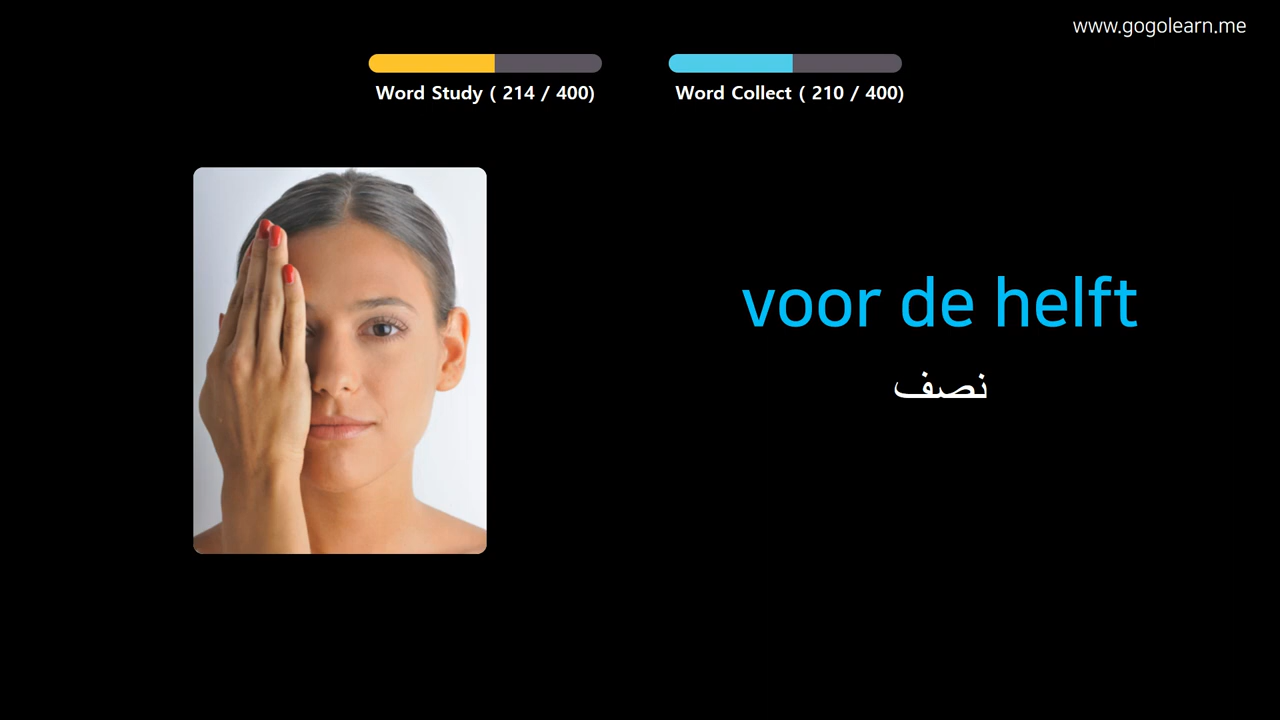 www.gogolearn.me
Word Study ( 214 / 400)
Word Collect ( 210 / 400)
voor de helft
نصف